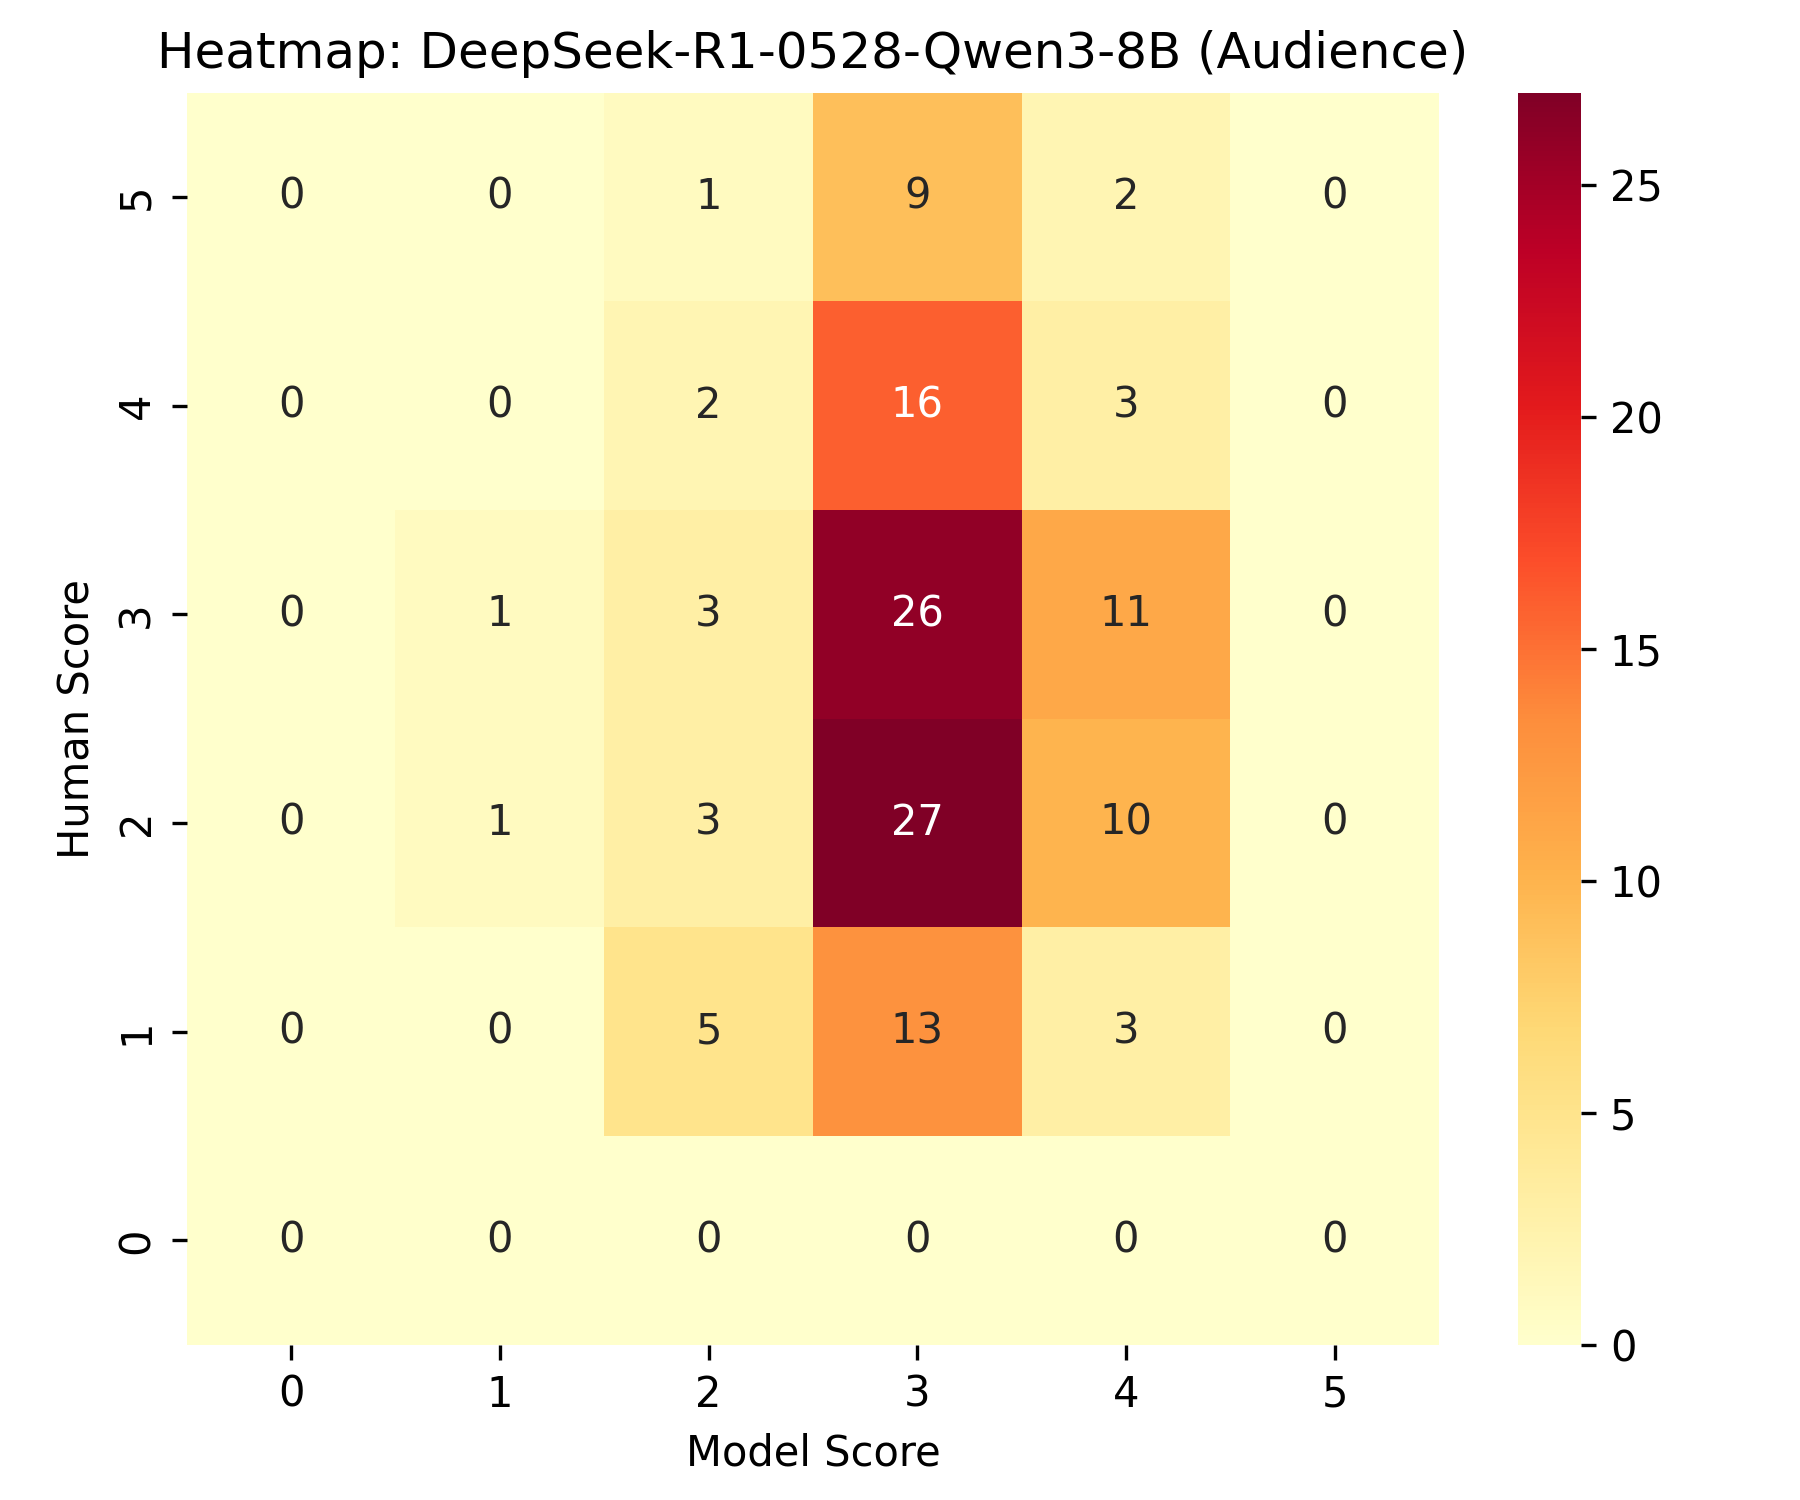 Heatmap: DeepSeek-R1-0528-Qwen3-8B (Audience)
5 0 0 1 9 2 0
4 0 0 2 16 3 0
3 0 1 3 26 11 0
2 0 1 3 27 10 0
1 0 0 5 13 3 0
0 0 0 0 0 0 0
0 1 2 3 4 5
Model Score
Human Score
25
20
15
10
5
0